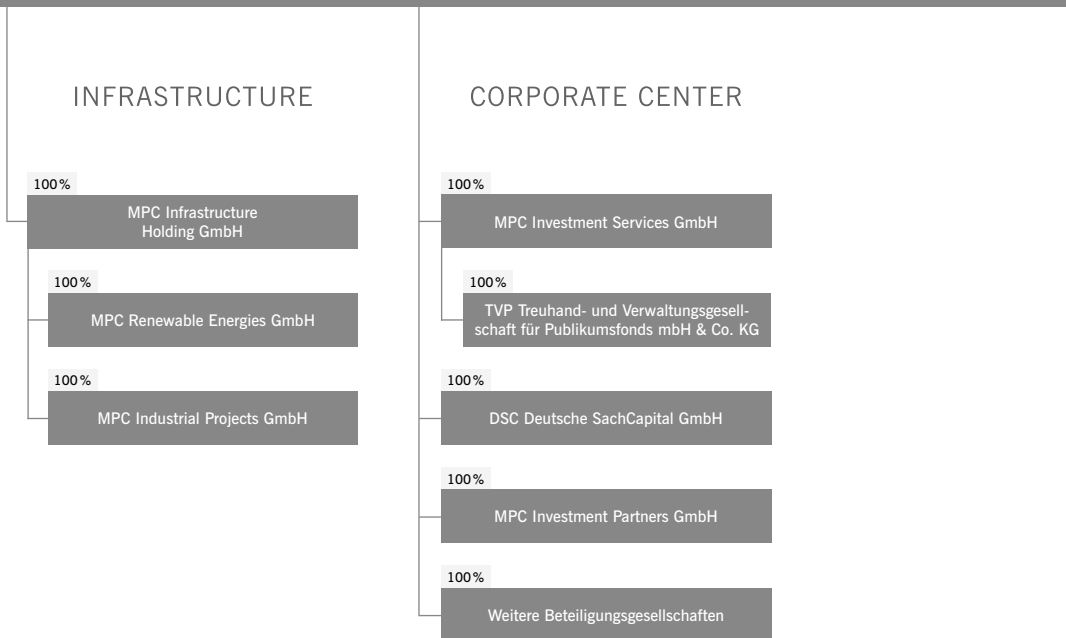 INFRASTRUCTURE
100%
MPC Infrastructure
Holding GmbH
100%
MPC Renewable Energies GmbH
100%
MPC Industrial Projects GmbH
CORPORATE CENTER
100%
MPC Investment Services GmbH
100%
TVP Treuhand- und Verwaltungsgesell-
schaft für Publikumsfonds mbH & Co. KG
100%
DSC Deutsche SachCapital GmbH
100%
MPC Investment Partners GmbH
100%
Weitere Beteiligungsgesellschaften